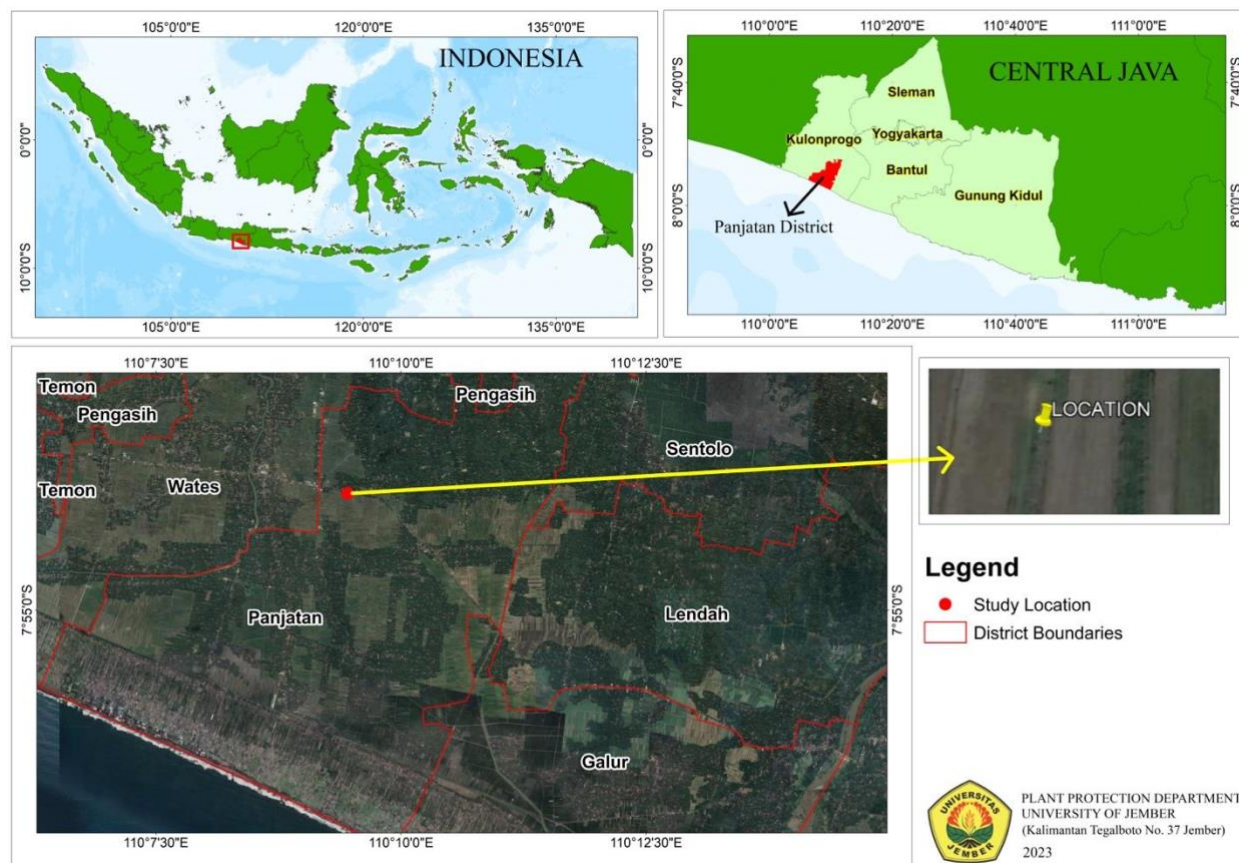 105°0'0"E
120°0'0"E
135°0'0"E
INDONESIA
0°0'0"
10°0'0"S
0°0'0"
10°0'0"S
105°0'0"E
120°0'0"E
135°0'0"E
110°0'0"E
110°20'0"E
110°40'0"E
111°0'0"E
CENTRAL JAVA
7°40'0"S
8°0'0"S
7°40'0"S
8°0'0"S
Sleman
Kulonprogo
Yogyakarta
Bantul
Gunung Kidul
Panjatan District
110°0'0"E
110°20'0"E
110°40'0"E
111°0'0"E
110°7'30"E
110°10'0"E
110°12'30"E
Temon
Pengasih
Pengasih
Sentolo
Temon
Wates
7°55'0"S
Panjatan
Lendah
7°55'0"S
Galur
110°7'30"E
110°10'0"E
110°12'30"E
LOCATION
Legend
Study Location
District Boundaries
UNIVERSITAS
JEMBER
PLANT PROTECTION DEPARTMENT
UNIVERSITY OF JEMBER
(Kalimantan Tegalboto No. 37 Jember)
2023